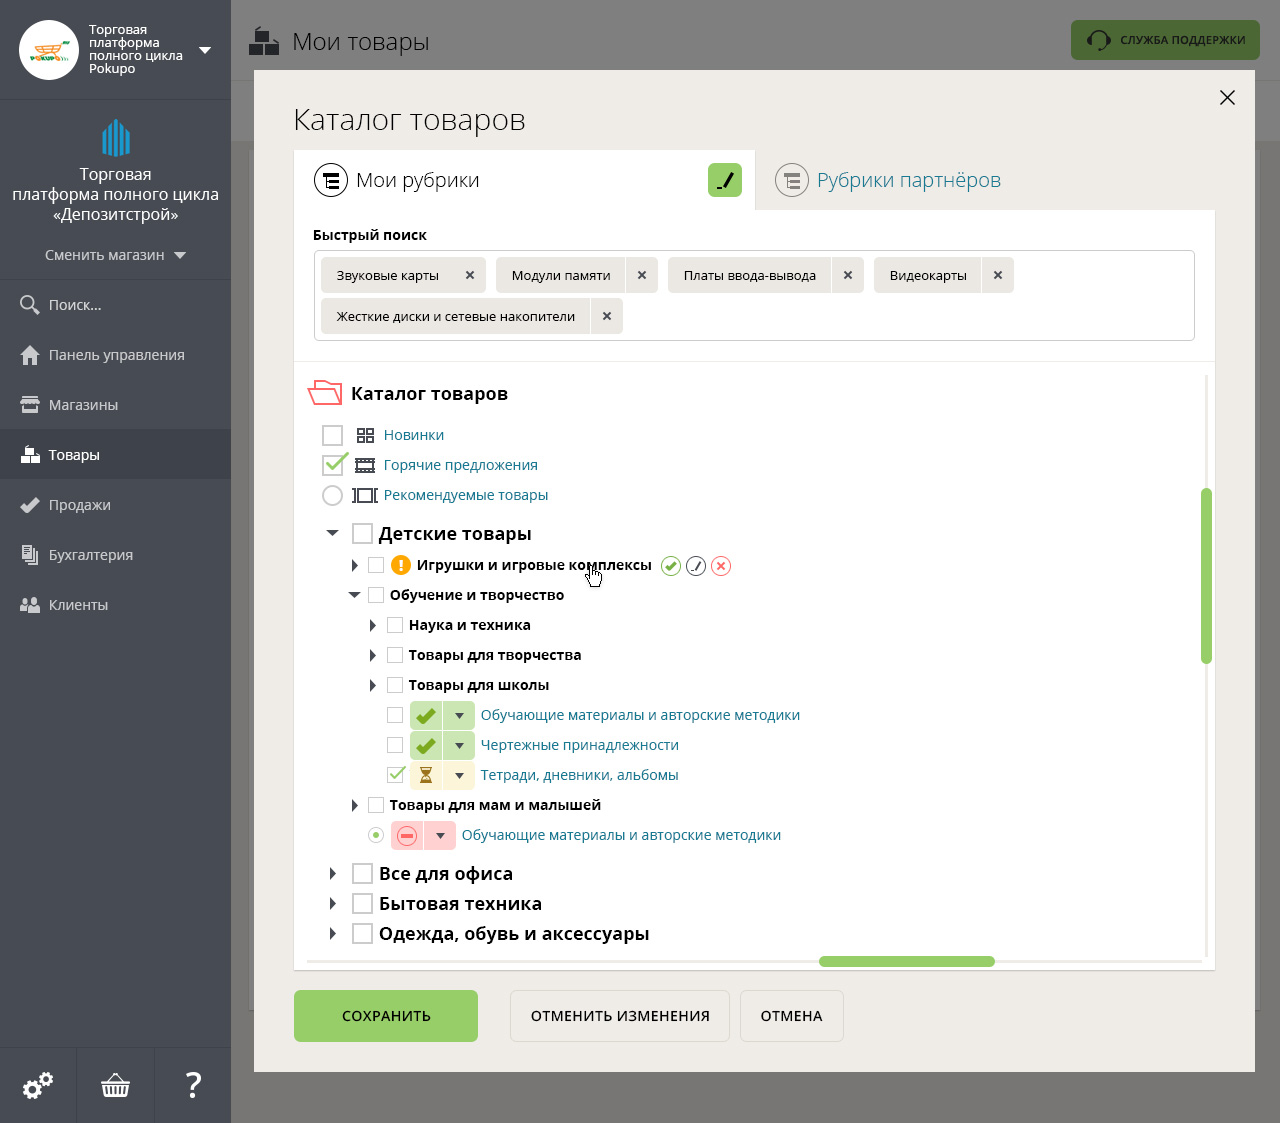 Торговая
платформа
полного цикла
Pokupo
Мои товары
СЛУЖБА ПОДДЕРЖКИ
POKUPO
Торговая
платформа полного цикла
«Депозитстрой»
Сменить магазин
Поиск...
Панель управления
Магазины
Товары
Продажи
Бухгалтерия
Клиенты
?
Каталог товаров
Мои рубрики
Рубрики партнёров
Быстрый поиск
Звуковые карты
Модули памяти
Платы ввода-вывода
Видеокарты
Жесткие диски и сетевые накопители
Каталог товаров
Новинки
Горячие предложения
Рекомендуемые товары
Детские товары
Игрушки и игровые комплексы
Обучение и творчество
Наука и техника
Товары для творчества
Товары для школы
Обучающие материалы и авторские методики
Чертежные принадлежности
Тетради, дневники, альбомы
Товары для мам и малышей
Обучающие материалы и авторские методики
Все для офиса
Бытовая техника
Одежда, обувь и аксессуары
СОХРАНИТЬ
ОТМЕНИТЬ ИЗМЕНЕНИЯ
ОТМЕНА